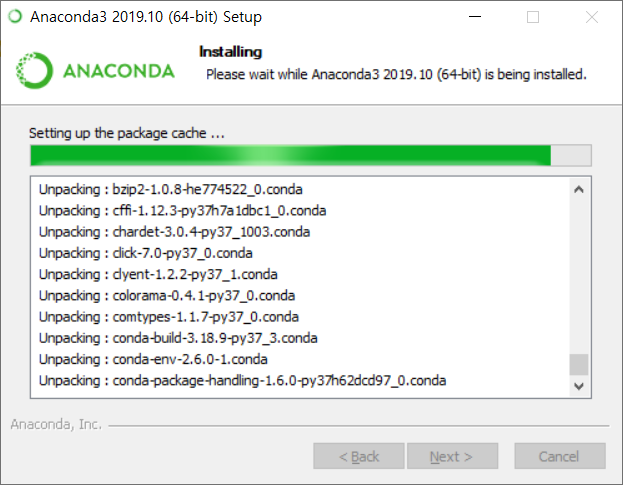 Anaconda3 2019.10 (64-bit) Setup
ANACONDA
Installing
Please wait while Anaconda3 2019.10 (64-bit) is being installed.
Setting up the package cache ...
Unpacking : bzip2-1.0.8-he774522_0.conda
Unpacking : cffi-1.12.3-py37h7a1dbc1_0.conda
Unpacking : chardet-3.0.4-py37_1003.conda
Unpacking : click-7.0-py37_0.conda
Unpacking : clyent-1.2.2-py37_1.conda
Unpacking : colorama-0.4.1-py37_0.conda
Unpacking : comtypes-1.1.7-py37_0.conda
Unpacking : conda-build-3.18.9-py37_3.conda
Unpacking : conda-env-2.6.0-1.conda
Unpacking : conda-package-handling-1.6.0-py37h62dcd97_0.conda
Anaconda, Inc.
< Back
Next >
Cancel